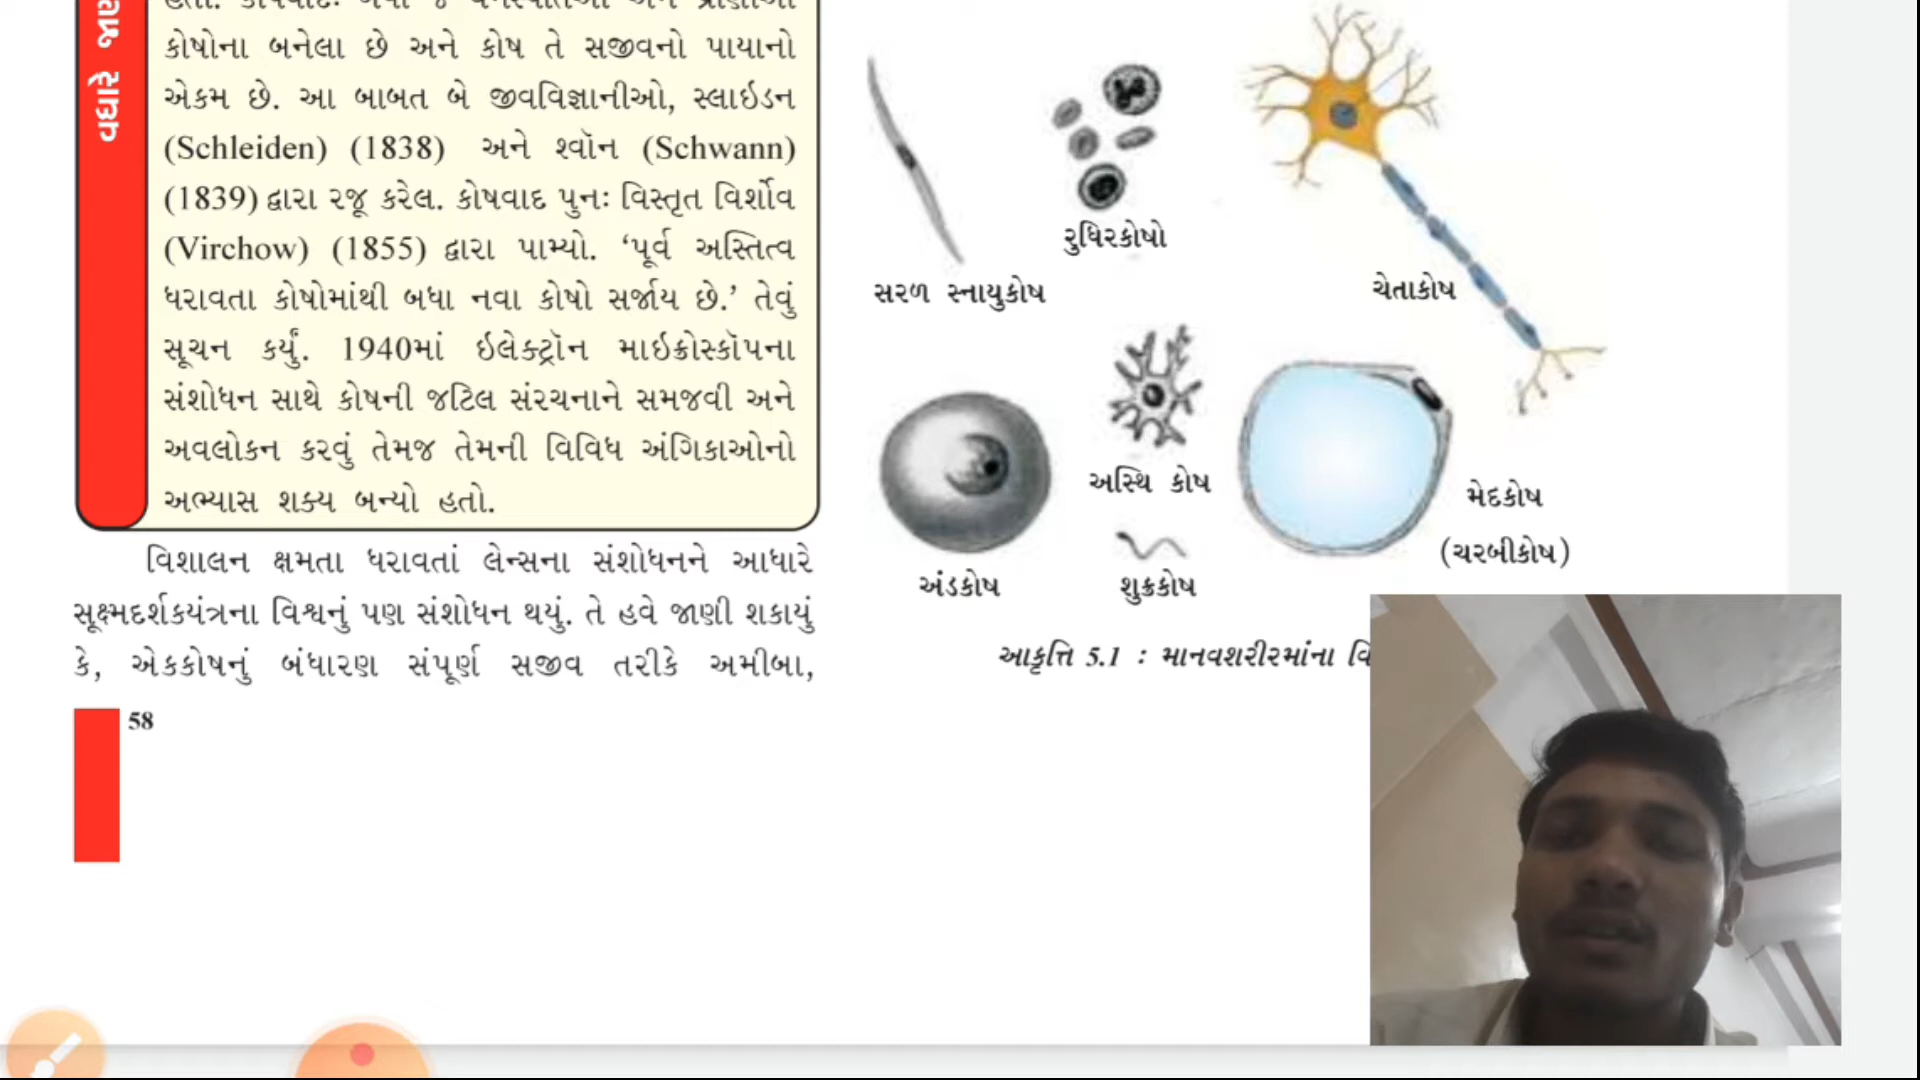 વધારે
કોષોના બનેલા છે અને કોષ તે સજીવનો પાયાનો
એકમ છે. આ બાબત બે જીવવિજ્ઞાનીઓ, સ્લાઇડન
(Schleiden) (1838) અને શ્વૉન (Schwann)
(1839) દ્વારા રજૂ કરેલ. કોષવાદ પુનઃ વિસ્તૃત વિર્શોવ
(Virchow) (1855) દ્વારા પામ્યો. ‘પૂર્વ અસ્તિત્વ
ધરાવતા કોષોમાંથી બધા નવા કોષો સર્જાય છે.’ તેવું
સૂચન કર્યું. 1940માં ઇલેક્ટ્રૉન માઇક્રોસ્કૉપના
સંશોધન સાથે કોષની જટિલ સંરચનાને સમજવી અને
અવલોકન કરવું તેમજ તેમની વિવિધ અંગિકાઓનો
અભ્યાસ શક્ય બન્યો હતો.
વિશાલન ક્ષમતા ધરાવતાં લેન્સના સંશોધનને આધારે
સૂક્ષ્મદર્શકયંત્રના વિશ્વનું પણ સંશોધન થયું. તે હવે જાણી શકાયું
કે, એકકોષનું બંધારણ સંપૂર્ણ સજીવ તરીકે અમીબા,
58
રુધિરકોષો
સરળ સ્નાયુકોષ
ચેતાકોષ
અસ્થિ કોષ
મેદકોષ
(ચરબીકોષ)
અંડકોષ
શુક્રકોષ
આકૃત્તિ 5.1 : માનવશરીરમાંના